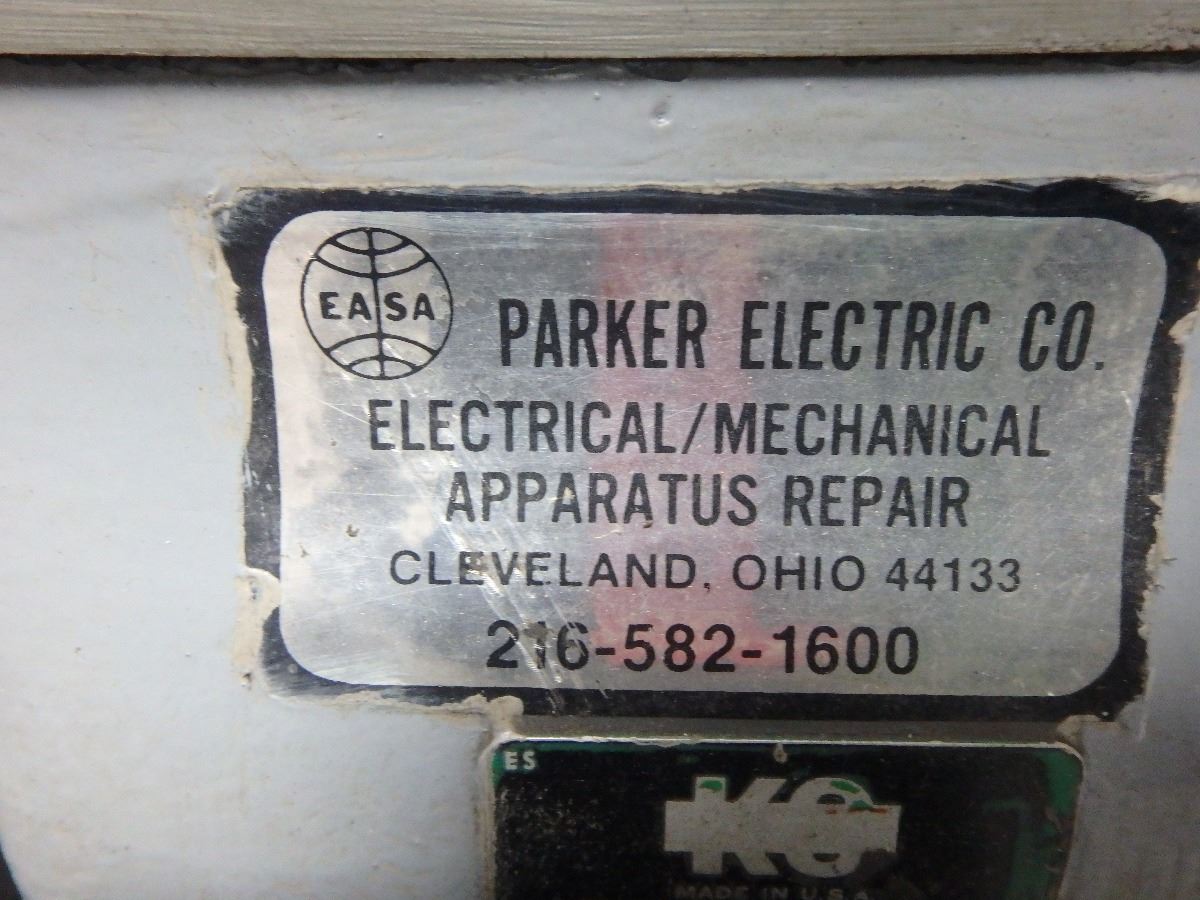 EASA
PARKER ELECTRIC CO.
ELECTRICAL/MECHANICAL
APPARATUS REPAIR
CLEVELAND, OHIO 44133
216-582-1600
ES
MADE IN U.S.A.